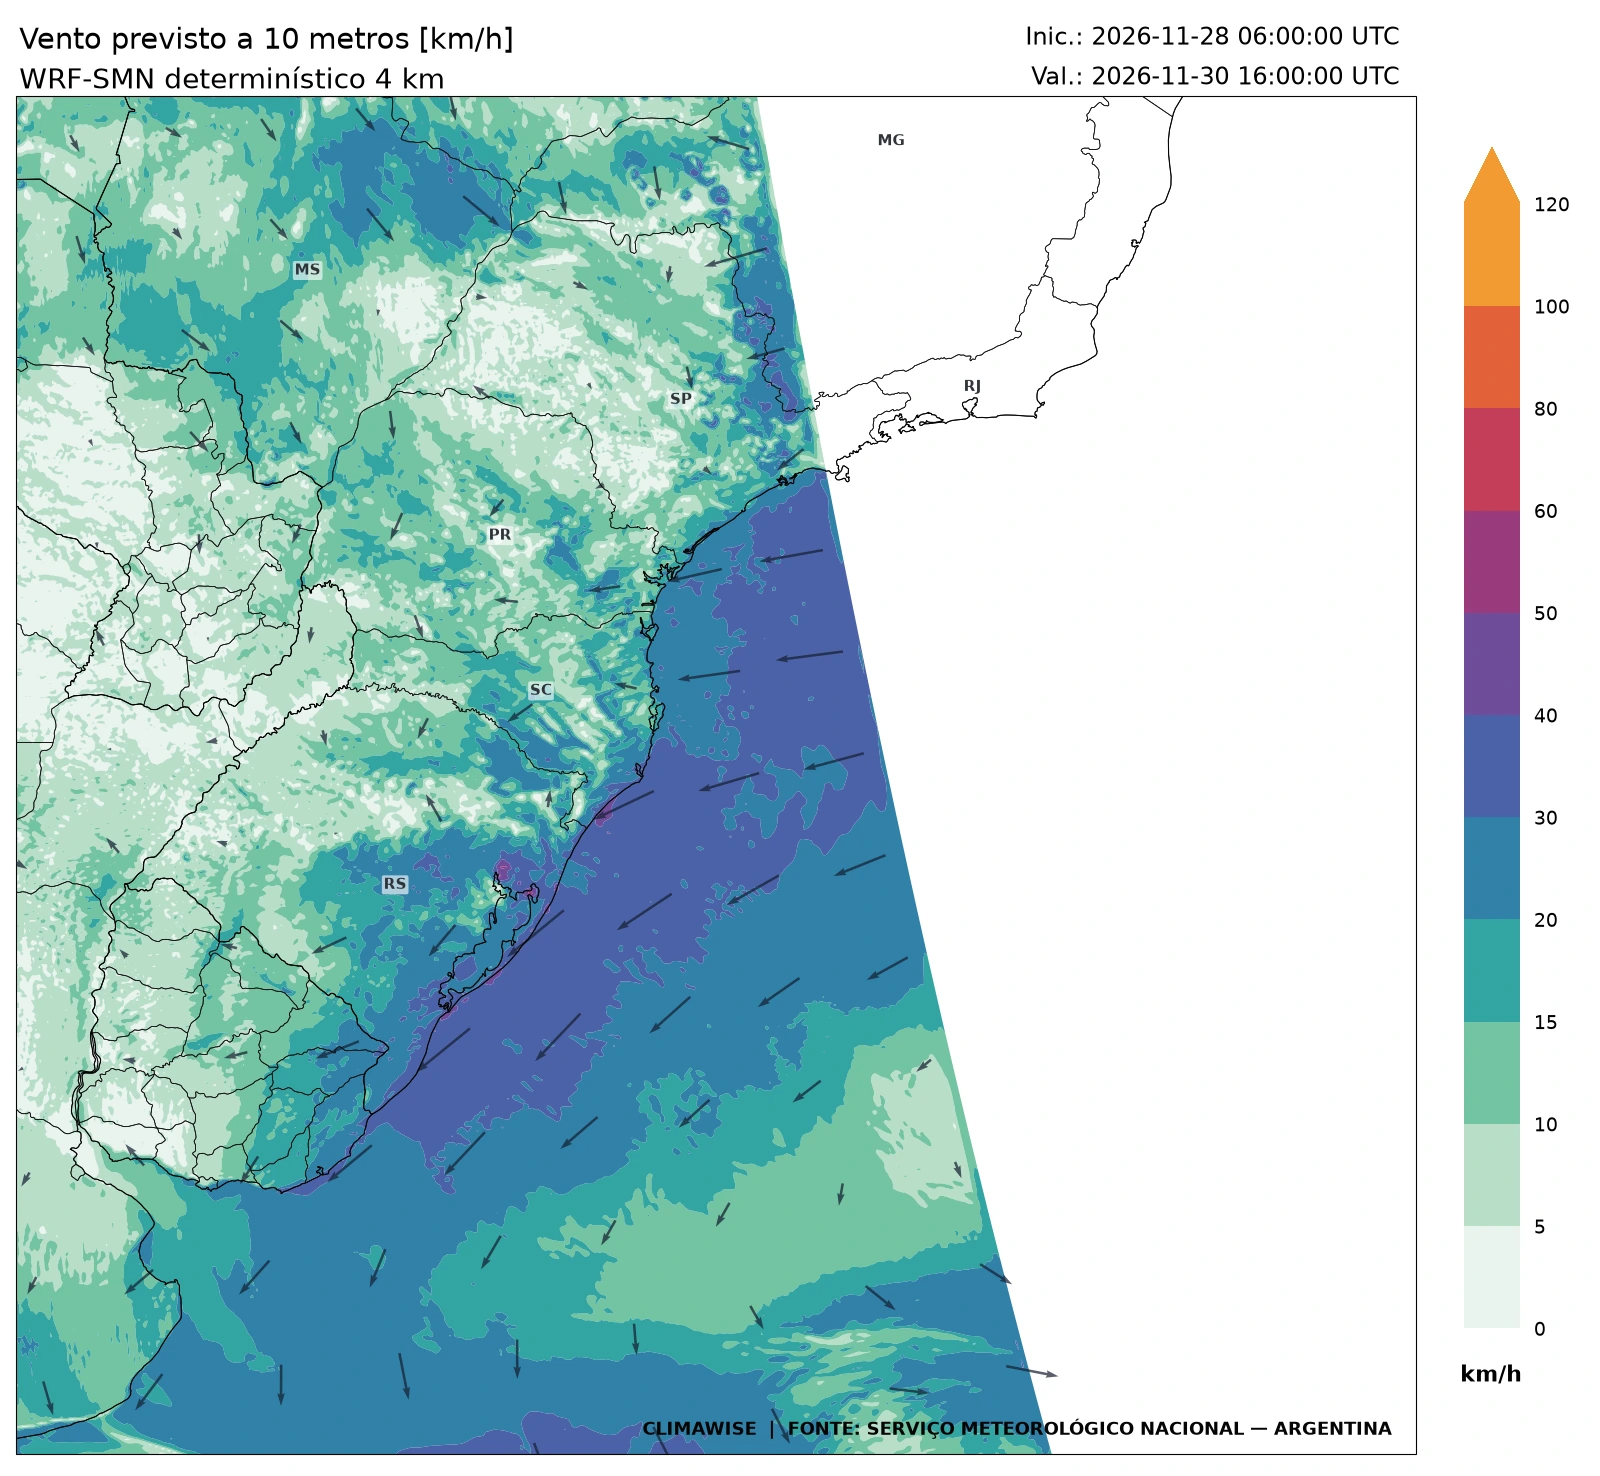 Vento previsto a 10 metros [km/h]
WRF-SMN determinístico 4 km
Inic.: 2026-11-28 06:00:00 UTC
Val.: 2026-11-30 16:00:00 UTC
MG
MS
RJ
SP
PR
SC
RS
120
100
80
60
50
40
30
20
15
10
5
0
km/h
CLIMAWISE | FONTE: SERVIÇO METEOROLÓGICO NACIONAL — ARGENTINA